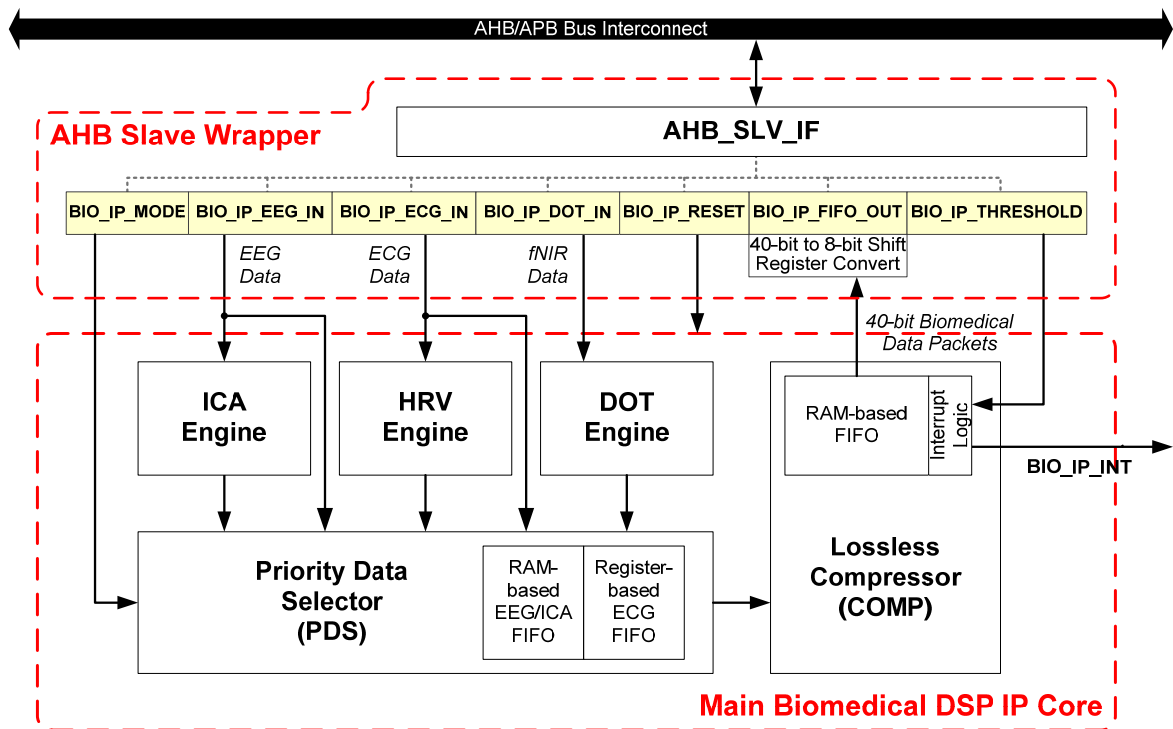 AHB/APB Bus Interconnect
AHB Slave Wrapper
AHB_SLV_IF
BIO_IP_MODE
BIO_IP_EEG_IN
BIO_IP_ECG_IN
BIO_IP_DOT_IN
BIO_IP_RESET
BIO_IP_FIFO_OUT
BIO_IP_THRESHOLD
40-bit to 8-bit Shift
Register Convert
EEG
Data
ECG
Data
fNIR
Data
40-bit Biomedical
Data Packets
ICA
Engine
HRV
Engine
DOT
Engine
RAM-based
FIFO
Interrupt
Logic
BIO_IP_INT
Priority Data
Selector
(PDS)
RAM-
based
EEG/ICA
FIFO
Register-
based
ECG
FIFO
Lossless
Compressor
(COMP)
Main Biomedical DSP IP Core